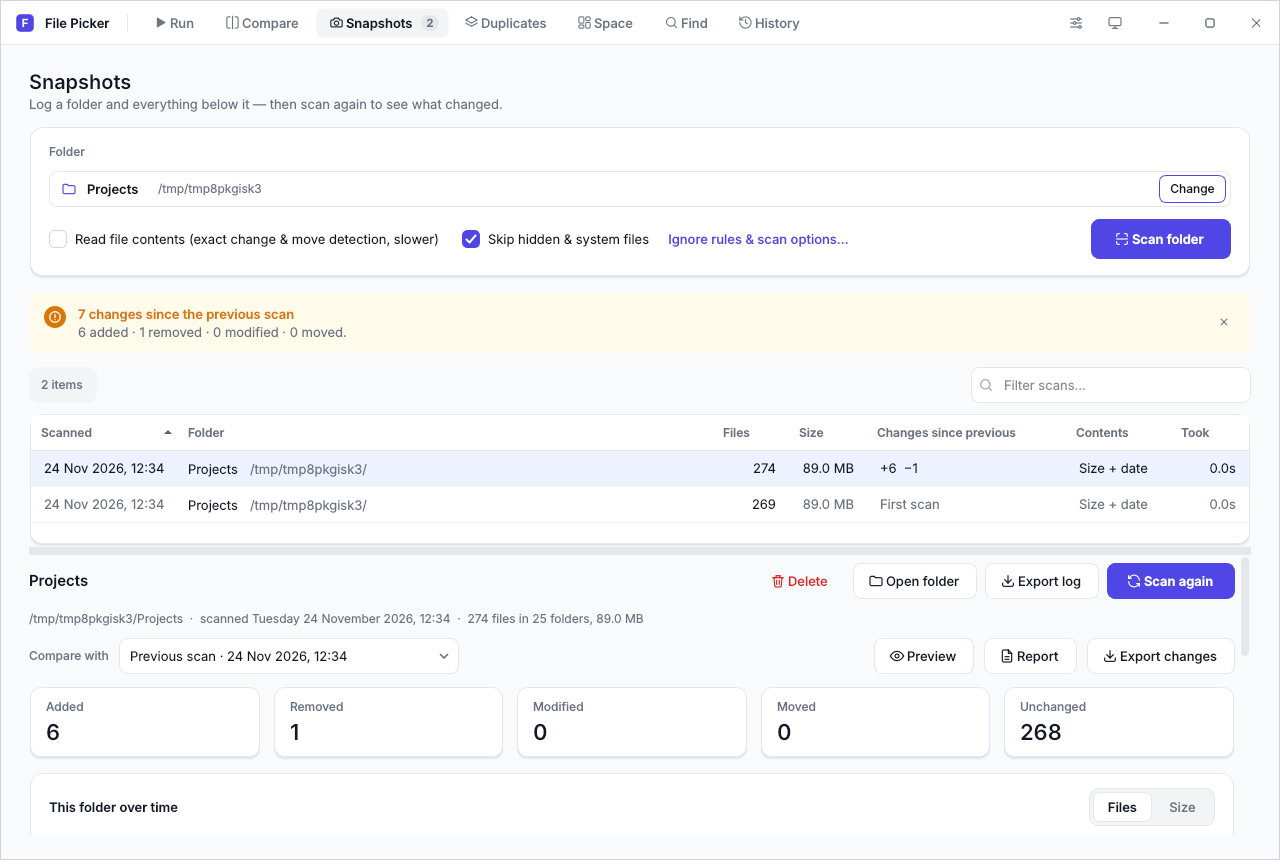 F File Picker Run Compare Snapshots 2 Duplicates Space Find History
Snapshots
Log a folder and everything below it — then scan again to see what changed.
Folder
Projects /tmp/tmp8pkgisk3 Change
Read file contents (exact change & move detection, slower) Skip hidden & system files Ignore rules & scan options... Scan folder
7 changes since the previous scan
6 added · 1 removed · 0 modified · 0 moved.
2 items Filter scans...
Scanned Folder Files Size Changes since previous Contents Took
24 Nov 2026, 12:34 Projects /tmp/tmp8pkgisk3/ 274 89.0 MB +6 −1 Size + date 0.0s
24 Nov 2026, 12:34 Projects /tmp/tmp8pkgisk3/ 269 89.0 MB First scan Size + date 0.0s
Projects Delete Open folder Export log Scan again
/tmp/tmp8pkgisk3/Projects · scanned Tuesday 24 November 2026, 12:34 · 274 files in 25 folders, 89.0 MB
Compare with Previous scan · 24 Nov 2026, 12:34 Preview Report Export changes
Added Removed Modified Moved Unchanged
6 1 0 0 268
This folder over time Files Size